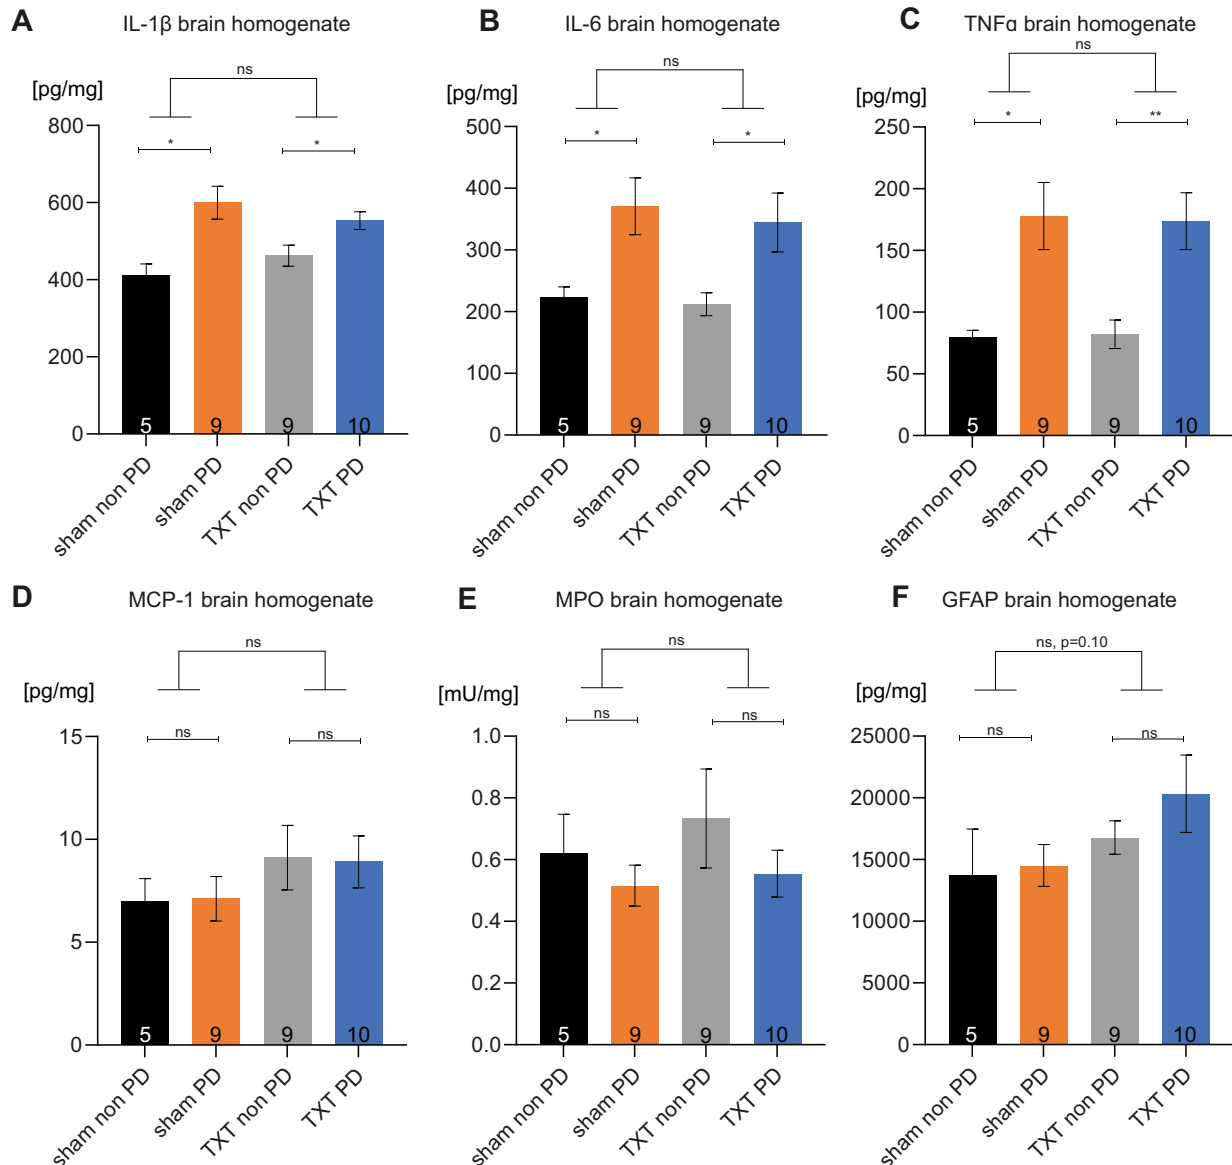 A IL-1β brain homogenate
ns
[pg/mg]
* *
800
600
400
200
0
5 9 9 10
sham non PD
sham PD
TXT non PD
TXT PD
B IL-6 brain homogenate
ns
[pg/mg]
* *
500
400
300
200
100
0
5 9 9 10
sham non PD
sham PD
TXT non PD
TXT PD
C TNFα brain homogenate
ns
[pg/mg]
* **
250
200
150
100
50
0
5 9 9 10
sham non PD
sham PD
TXT non PD
TXT PD
D MCP-1 brain homogenate
ns
[pg/mg]
ns ns
15
10
5
0
5 9 9 10
sham non PD
sham PD
TXT non PD
TXT PD
E MPO brain homogenate
ns
[mU/mg]
ns ns
1.0
0.8
0.6
0.4
0.2
0.0
5 9 9 10
sham non PD
sham PD
TXT non PD
TXT PD
F GFAP brain homogenate
ns, p=0.10
[pg/mg]
ns ns
25000
20000
15000
10000
5000
0
5 9 9 10
sham non PD
sham PD
TXT non PD
TXT PD